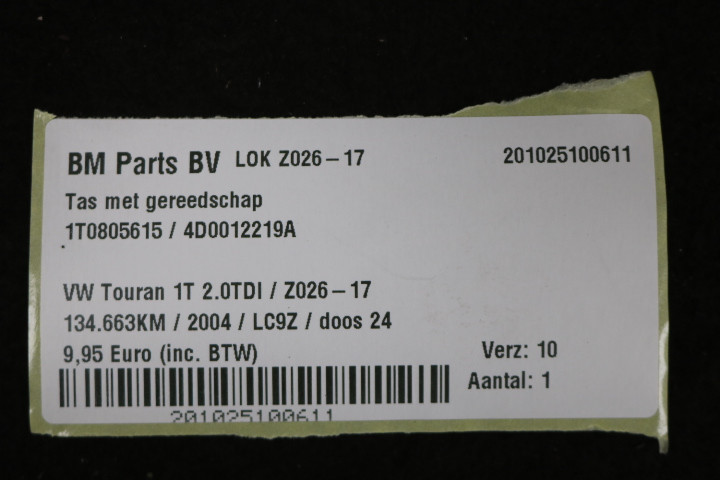 BM Parts BV LOK Z026-17 201025100611
Tas met gereedschap
1T0805615 / 4D0012219A
VW Touran 1T 2.0TDI / Z026-17
134.663KM / 2004 / LC9Z / doos 24
9,95 Euro (inc. BTW) Verz: 10
Aantal: 1
201025100611